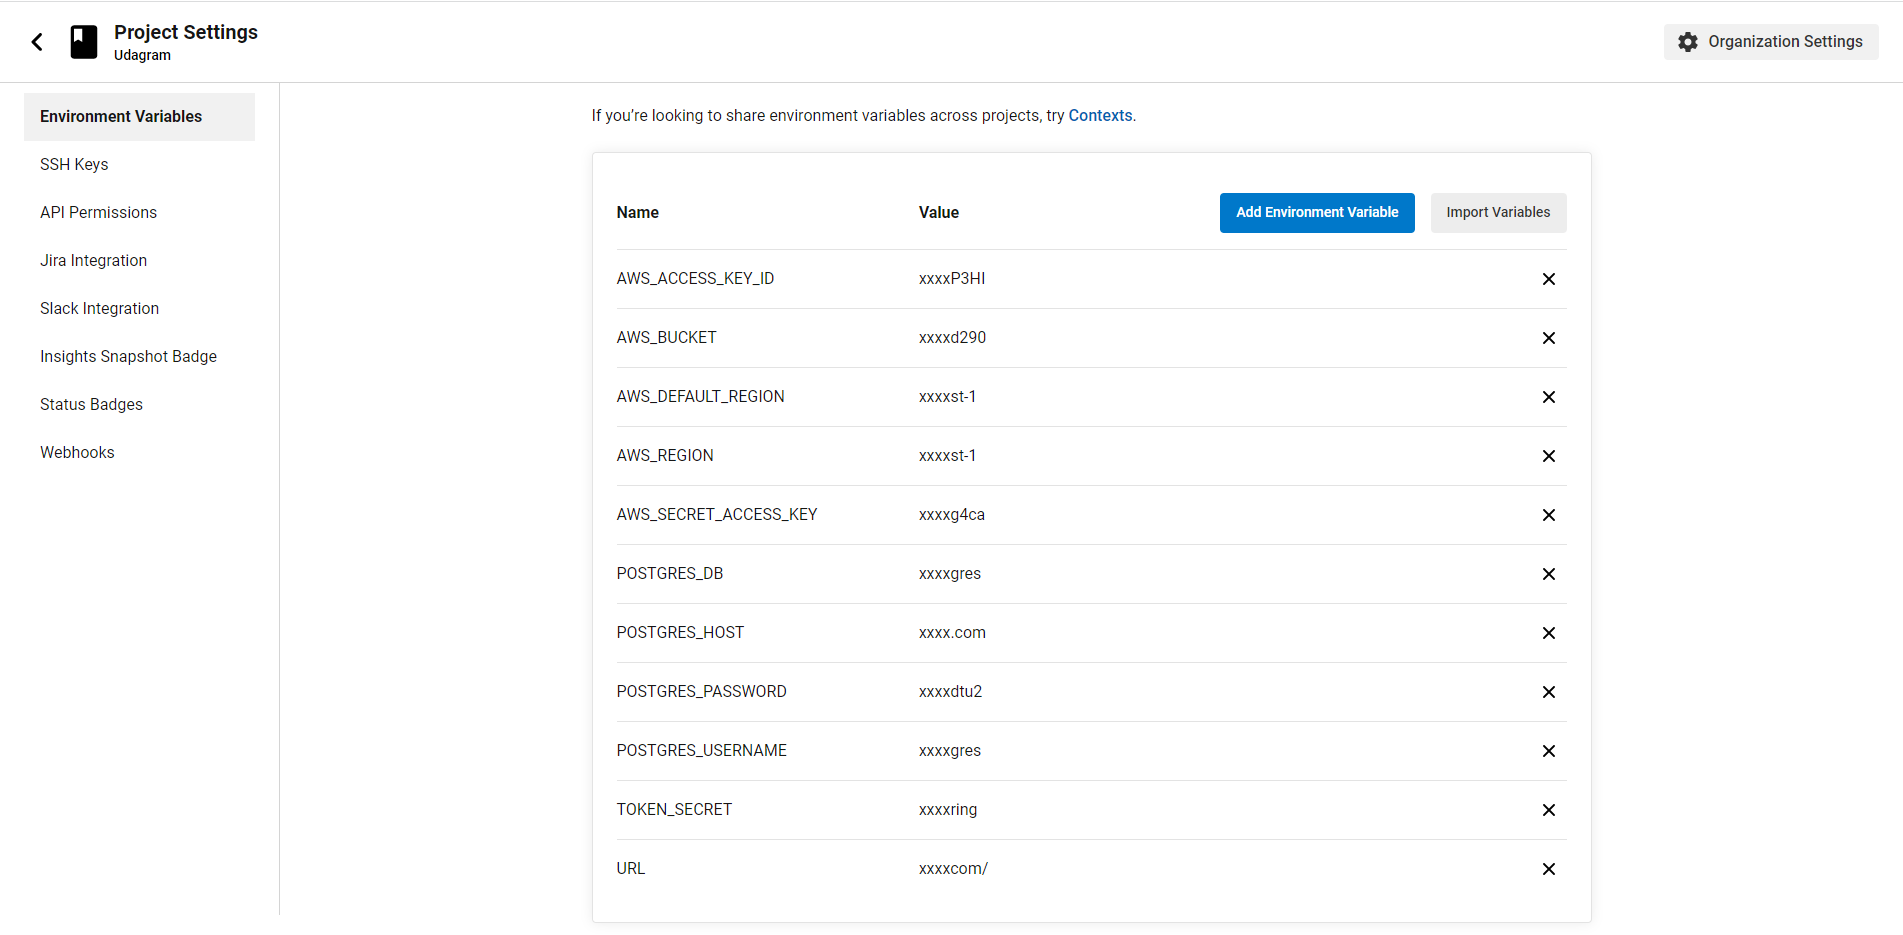 Project Settings
Udagram
Organization Settings
Environment Variables
SSH Keys
API Permissions
Jira Integration
Slack Integration
Insights Snapshot Badge
Status Badges
Webhooks
If you’re looking to share environment variables across projects, try Contexts.
Name Value Add Environment Variable Import Variables
AWS_ACCESS_KEY_ID xxxxP3HI
AWS_BUCKET xxxxd290
AWS_DEFAULT_REGION xxxxst-1
AWS_REGION xxxxst-1
AWS_SECRET_ACCESS_KEY xxxxg4ca
POSTGRES_DB xxxxgres
POSTGRES_HOST xxxx.com
POSTGRES_PASSWORD xxxxdtu2
POSTGRES_USERNAME xxxxgres
TOKEN_SECRET xxxxring
URL xxxxcom/